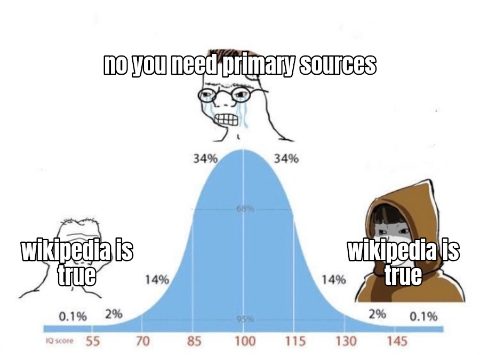 no you need primary sources
34%
34%
68%
wikipedia is
true
wikipedia is
true
14%
14%
0.1%
2%
95%
2%
0.1%
IQ score 55 70 85 100 115 130 145